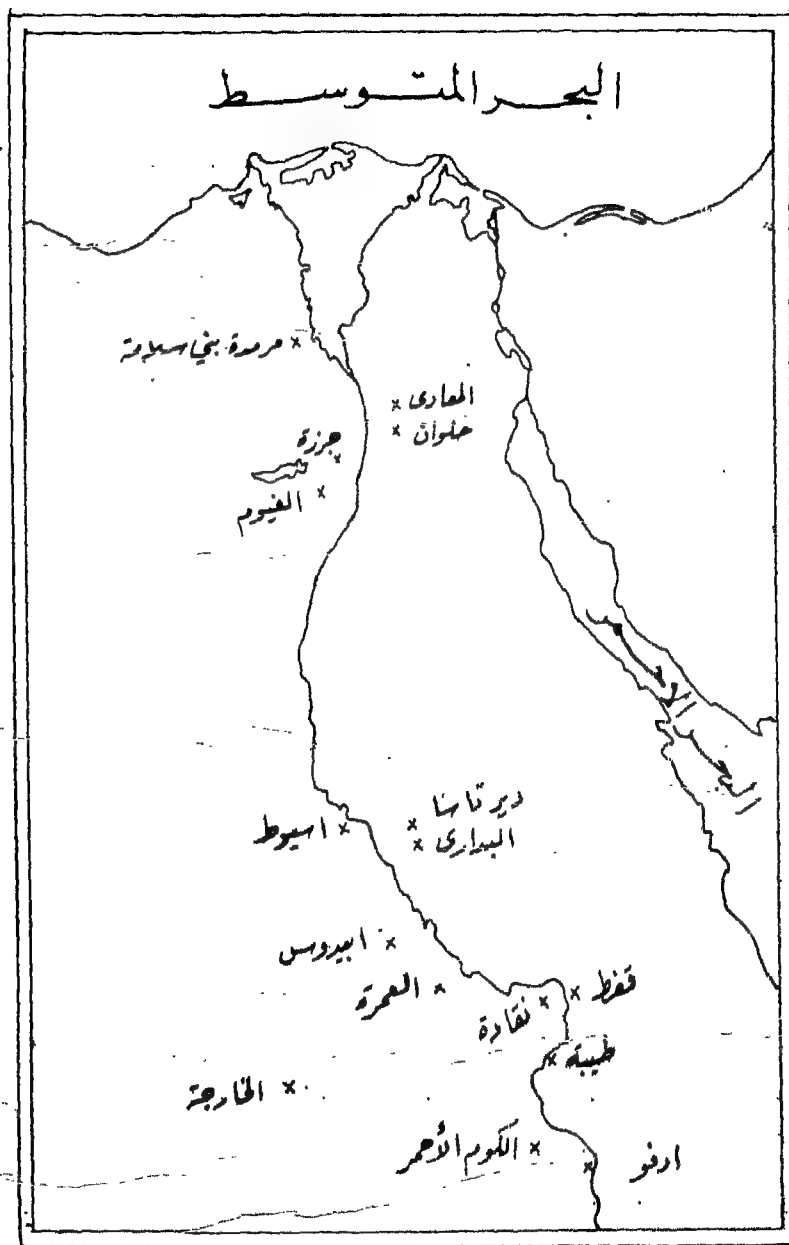 البحر المتوسط
مرمدة بني سلامة
المعادى
حلوان
جرزة
الفيوم
البحر الأحمر
دير تاسا
البدارى
اسيوط
ابيدوس
العمرة
قفط
نقادة
طيبة
الخارجة
الكوم الأحمر
ادفو